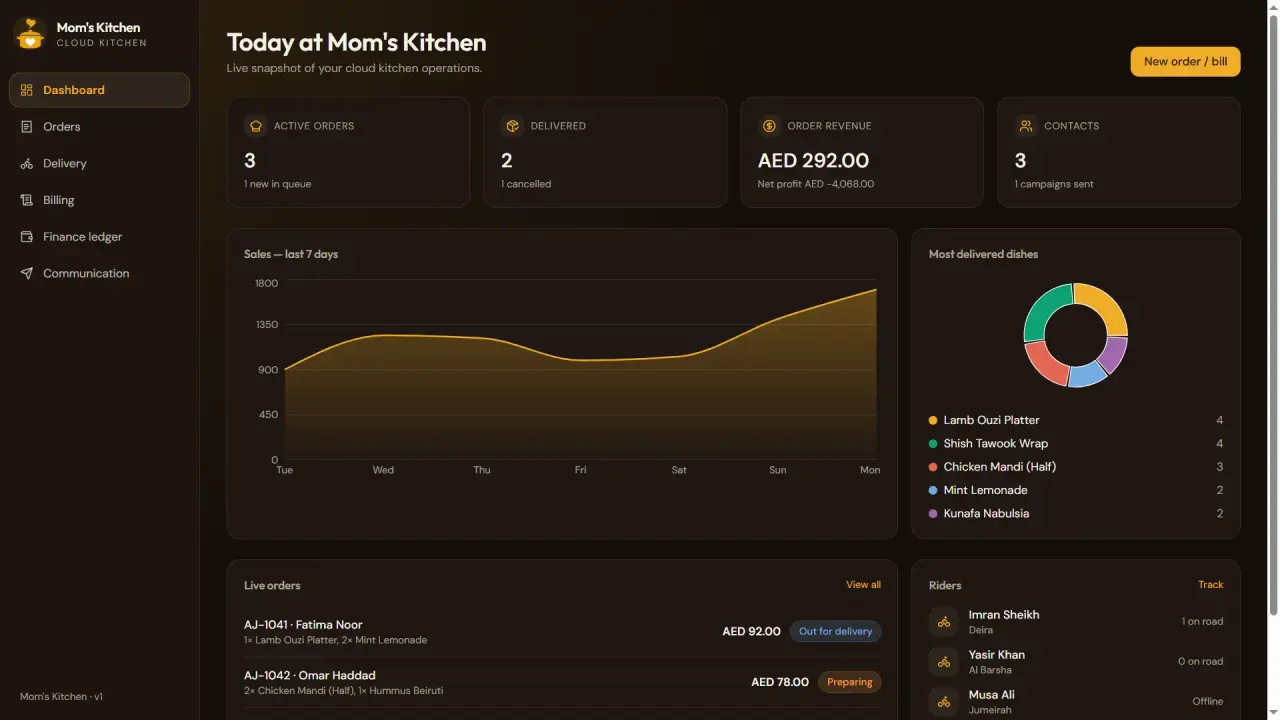 Mom's Kitchen
CLOUD KITCHEN
Dashboard
Orders
Delivery
Billing
Finance ledger
Communication
Mom's Kitchen · v1
Today at Mom's Kitchen
Live snapshot of your cloud kitchen operations.
New order / bill
ACTIVE ORDERS
3
1 new in queue
DELIVERED
2
1 cancelled
ORDER REVENUE
AED 292.00
Net profit AED -4,068.00
CONTACTS
3
1 campaigns sent
Sales — last 7 days
1800
1350
900
450
0
Tue Wed Thu Fri Sat Sun Mon
Most delivered dishes
Lamb Ouzi Platter 4
Shish Tawook Wrap 4
Chicken Mandi (Half) 3
Mint Lemonade 2
Kunafa Nabulsia 2
Live orders View all
AJ-1041 · Fatima Noor
1× Lamb Ouzi Platter, 2× Mint Lemonade
AED 92.00 Out for delivery
AJ-1042 · Omar Haddad
2× Chicken Mandi (Half), 1× Hummus Beiruti
AED 78.00 Preparing
Riders Track
Imran Sheikh
Deira
1 on road
Yasir Khan
Al Barsha
0 on road
Musa Ali
Jumeirah
Offline